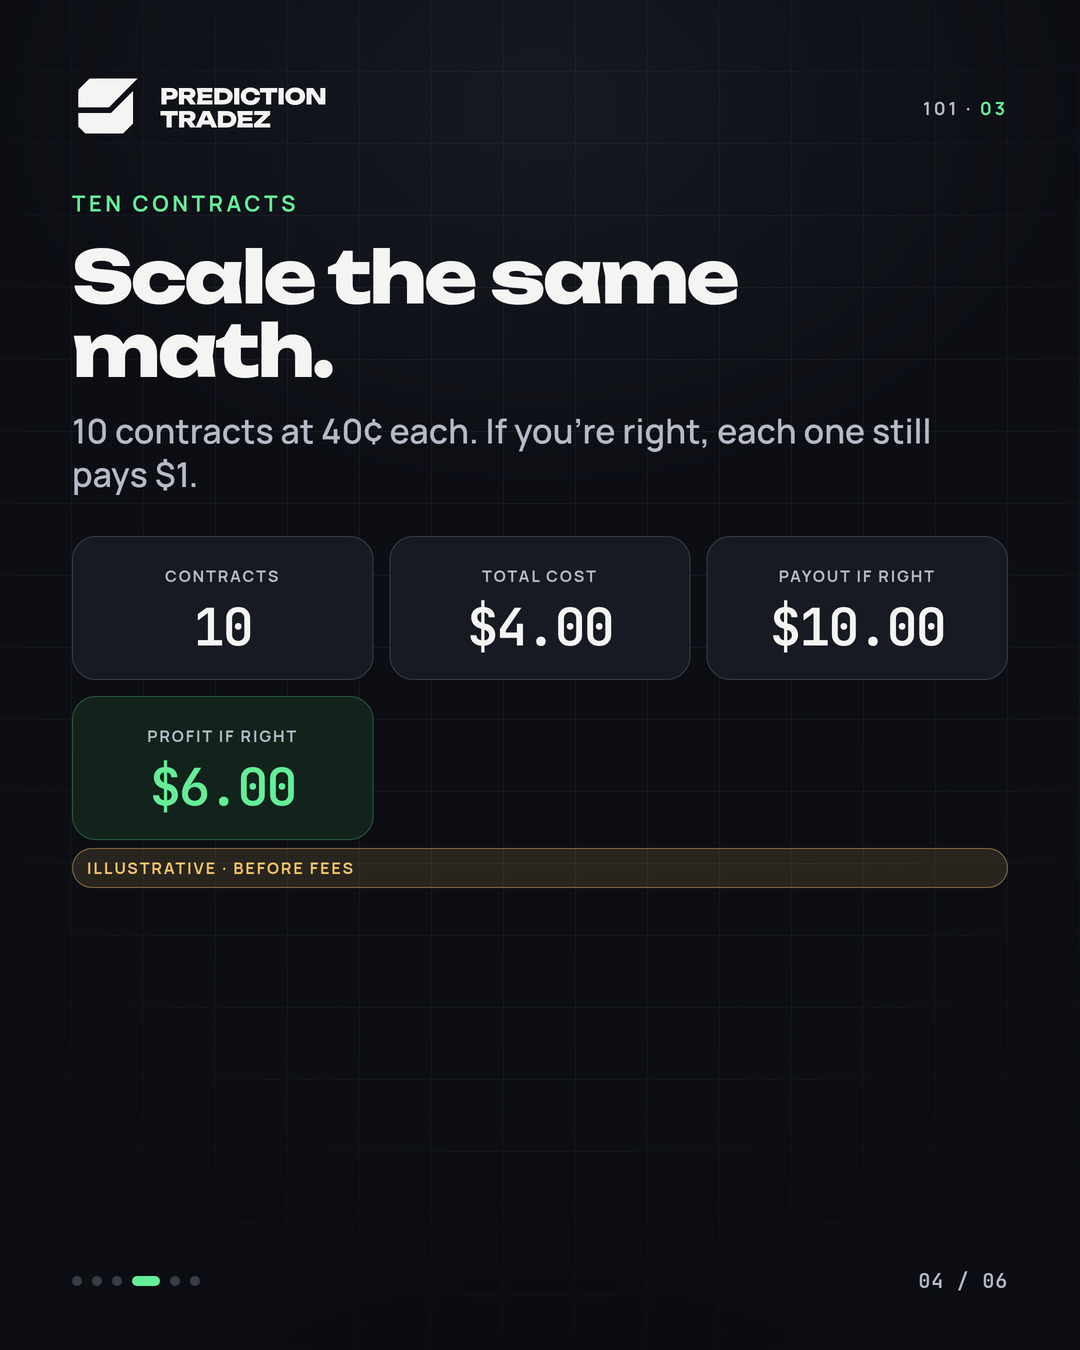 PREDICTION
TRADEZ
101 · 03
TEN CONTRACTS
Scale the same
math.
10 contracts at 40¢ each. If you’re right, each one still
pays $1.
CONTRACTS
10
TOTAL COST
$4.00
PAYOUT IF RIGHT
$10.00
PROFIT IF RIGHT
$6.00
ILLUSTRATIVE · BEFORE FEES
04 / 06